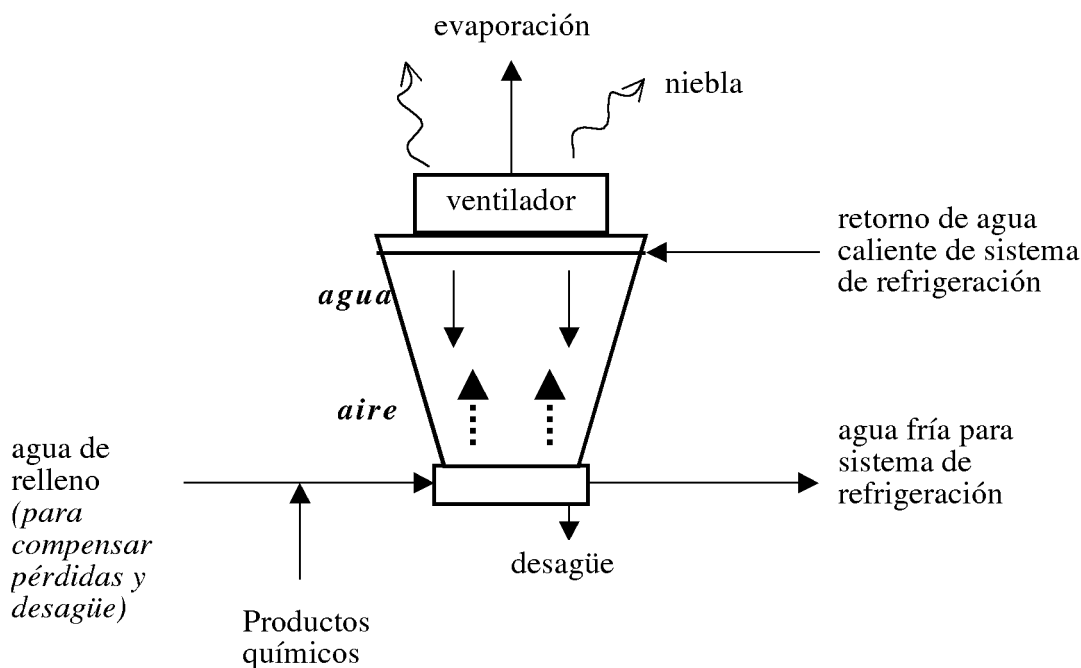 evaporación
niebla
ventilador
retorno de agua
caliente de sistema
de refrigeración
agua
aire
agua fría para
sistema de
refrigeración
agua de
relleno
(para
compensar
pérdidas y
desagüe)
desagüe
Productos
químicos